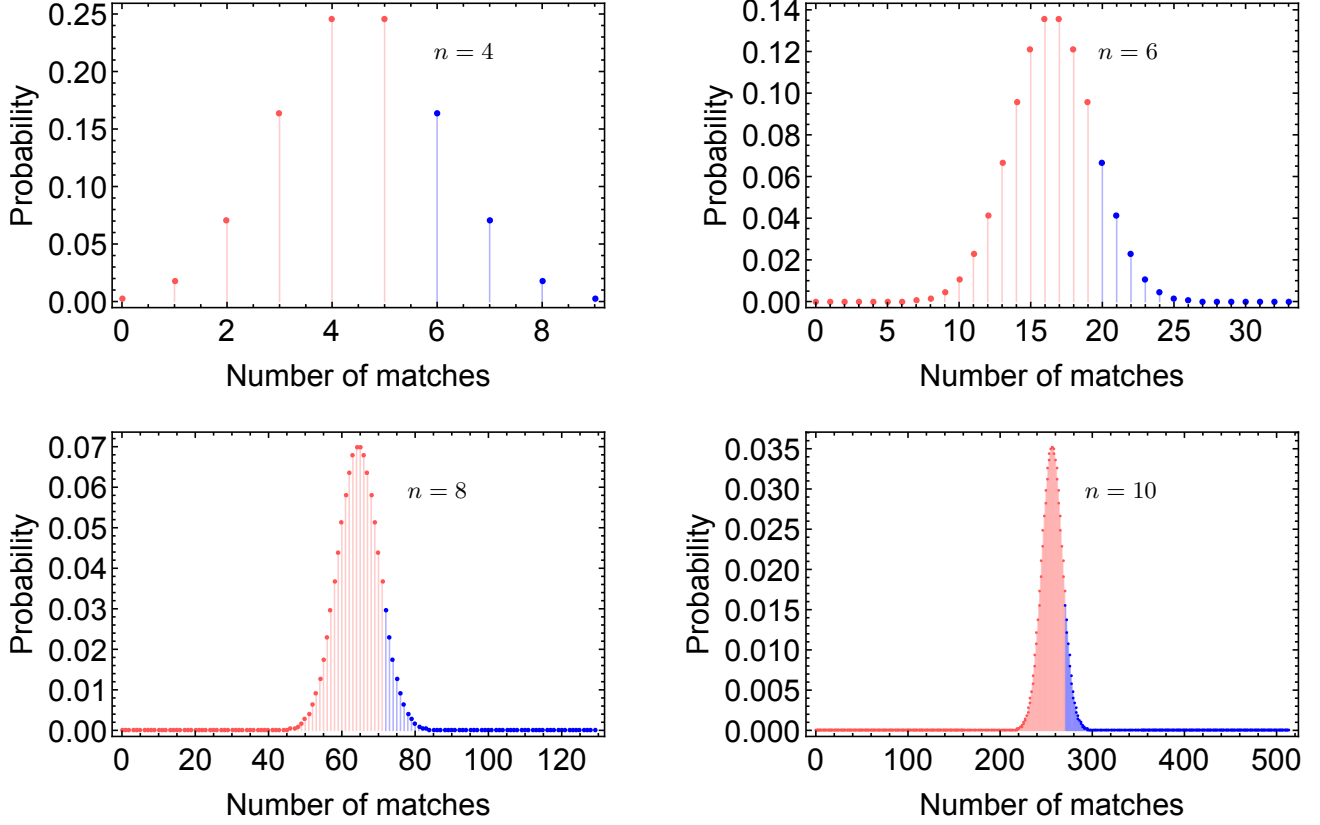 n = 4
Probability
0.25
0.20
0.15
0.10
0.05
0.00
0 2 4 6 8
Number of matches
n = 6
Probability
0.14
0.12
0.10
0.08
0.06
0.04
0.02
0.00
0 5 10 15 20 25 30
Number of matches
n = 8
Probability
0.07
0.06
0.05
0.04
0.03
0.02
0.01
0.00
0 20 40 60 80 100 120
Number of matches
n = 10
Probability
0.035
0.030
0.025
0.020
0.015
0.010
0.005
0.000
0 100 200 300 400 500
Number of matches